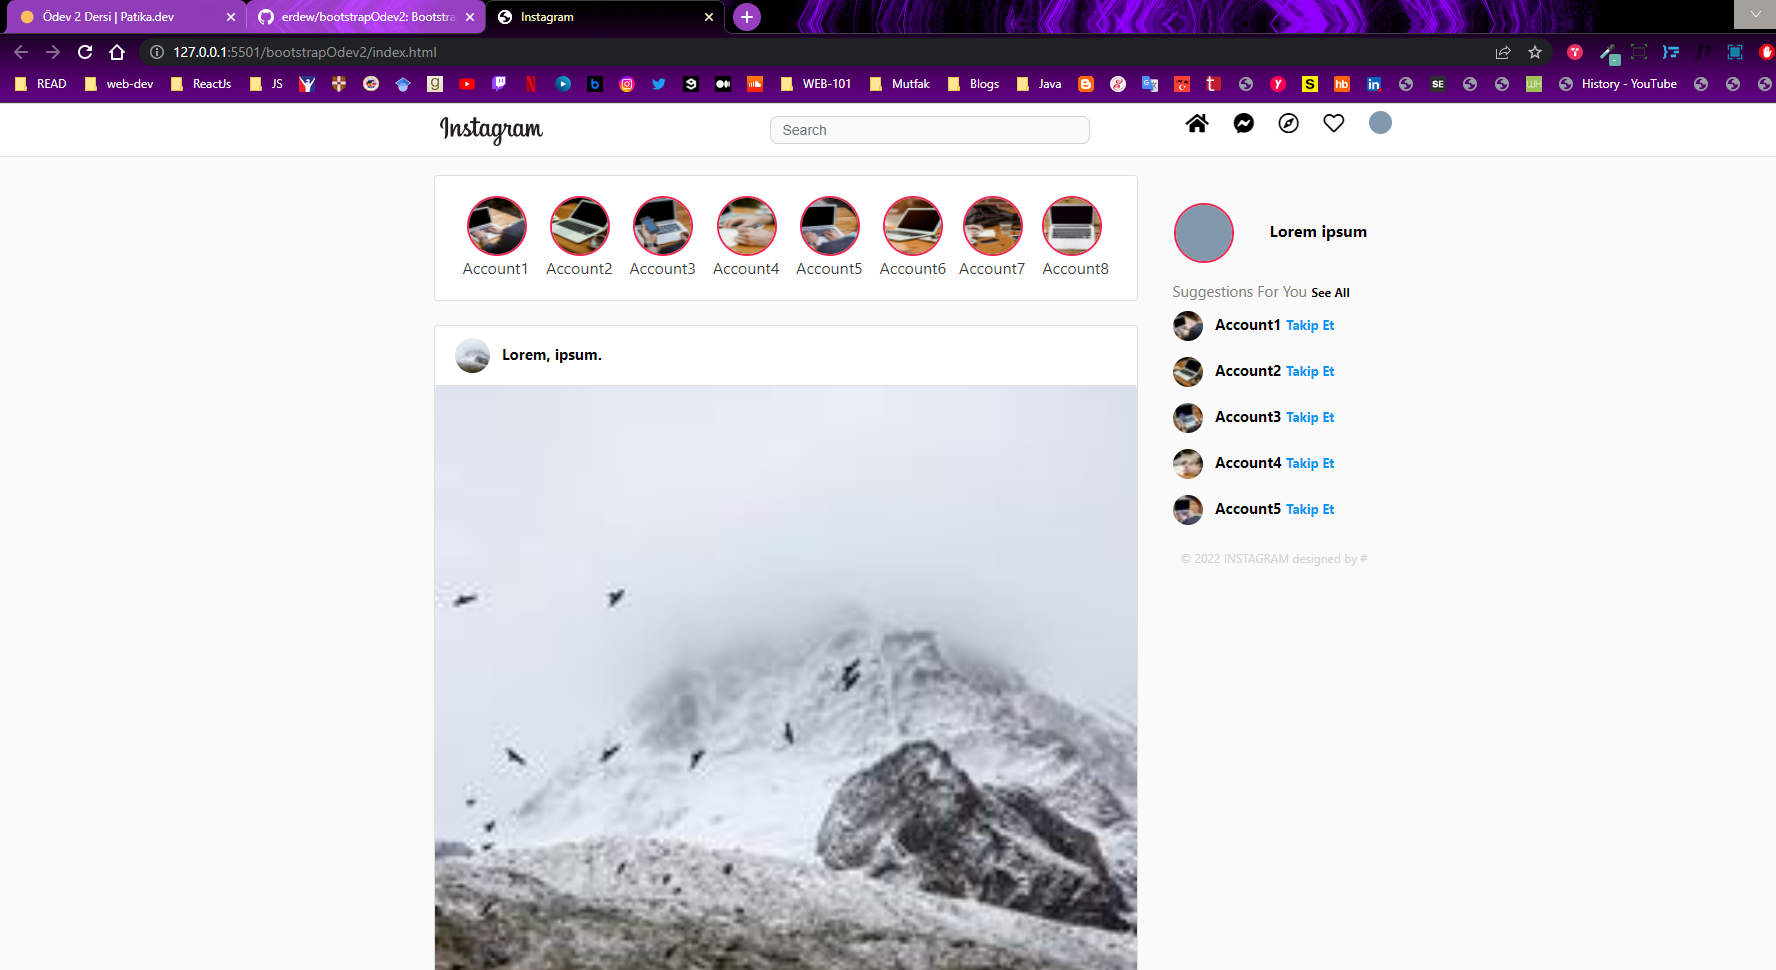 Ödev 2 Dersi | Patika.dev
erdew/bootstrapOdev2: Bootstra
Instagram
127.0.0.1:5501/bootstrapOdev2/index.html
READ web-dev ReactJs JS WEB-101 Mutfak Blogs Java History - YouTube
Instagram
Search
Account1 Account2 Account3 Account4 Account5 Account6 Account7 Account8
Lorem ipsum
Suggestions For You See All
Account1 Takip Et
Account2 Takip Et
Account3 Takip Et
Account4 Takip Et
Account5 Takip Et
© 2022 INSTAGRAM designed by #
Lorem, ipsum.